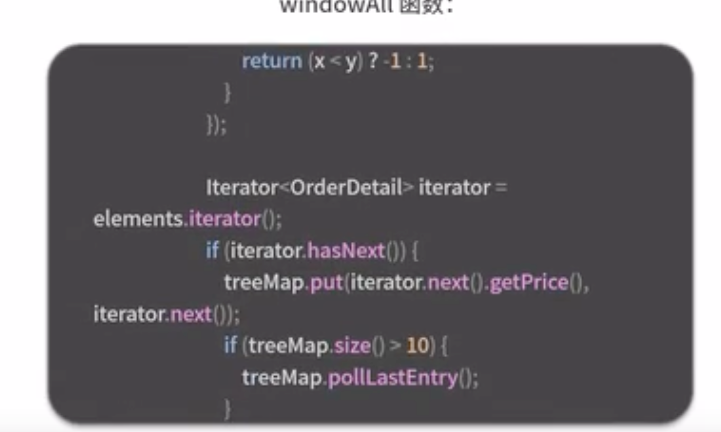 windowAll 函数：
return (x < y) ? -1 : 1;
}
});
Iterator<OrderDetail> iterator =
elements.iterator();
if (iterator.hasNext()) {
treeMap.put(iterator.next().getPrice(),
iterator.next());
if (treeMap.size() > 10) {
treeMap.pollLastEntry();
}